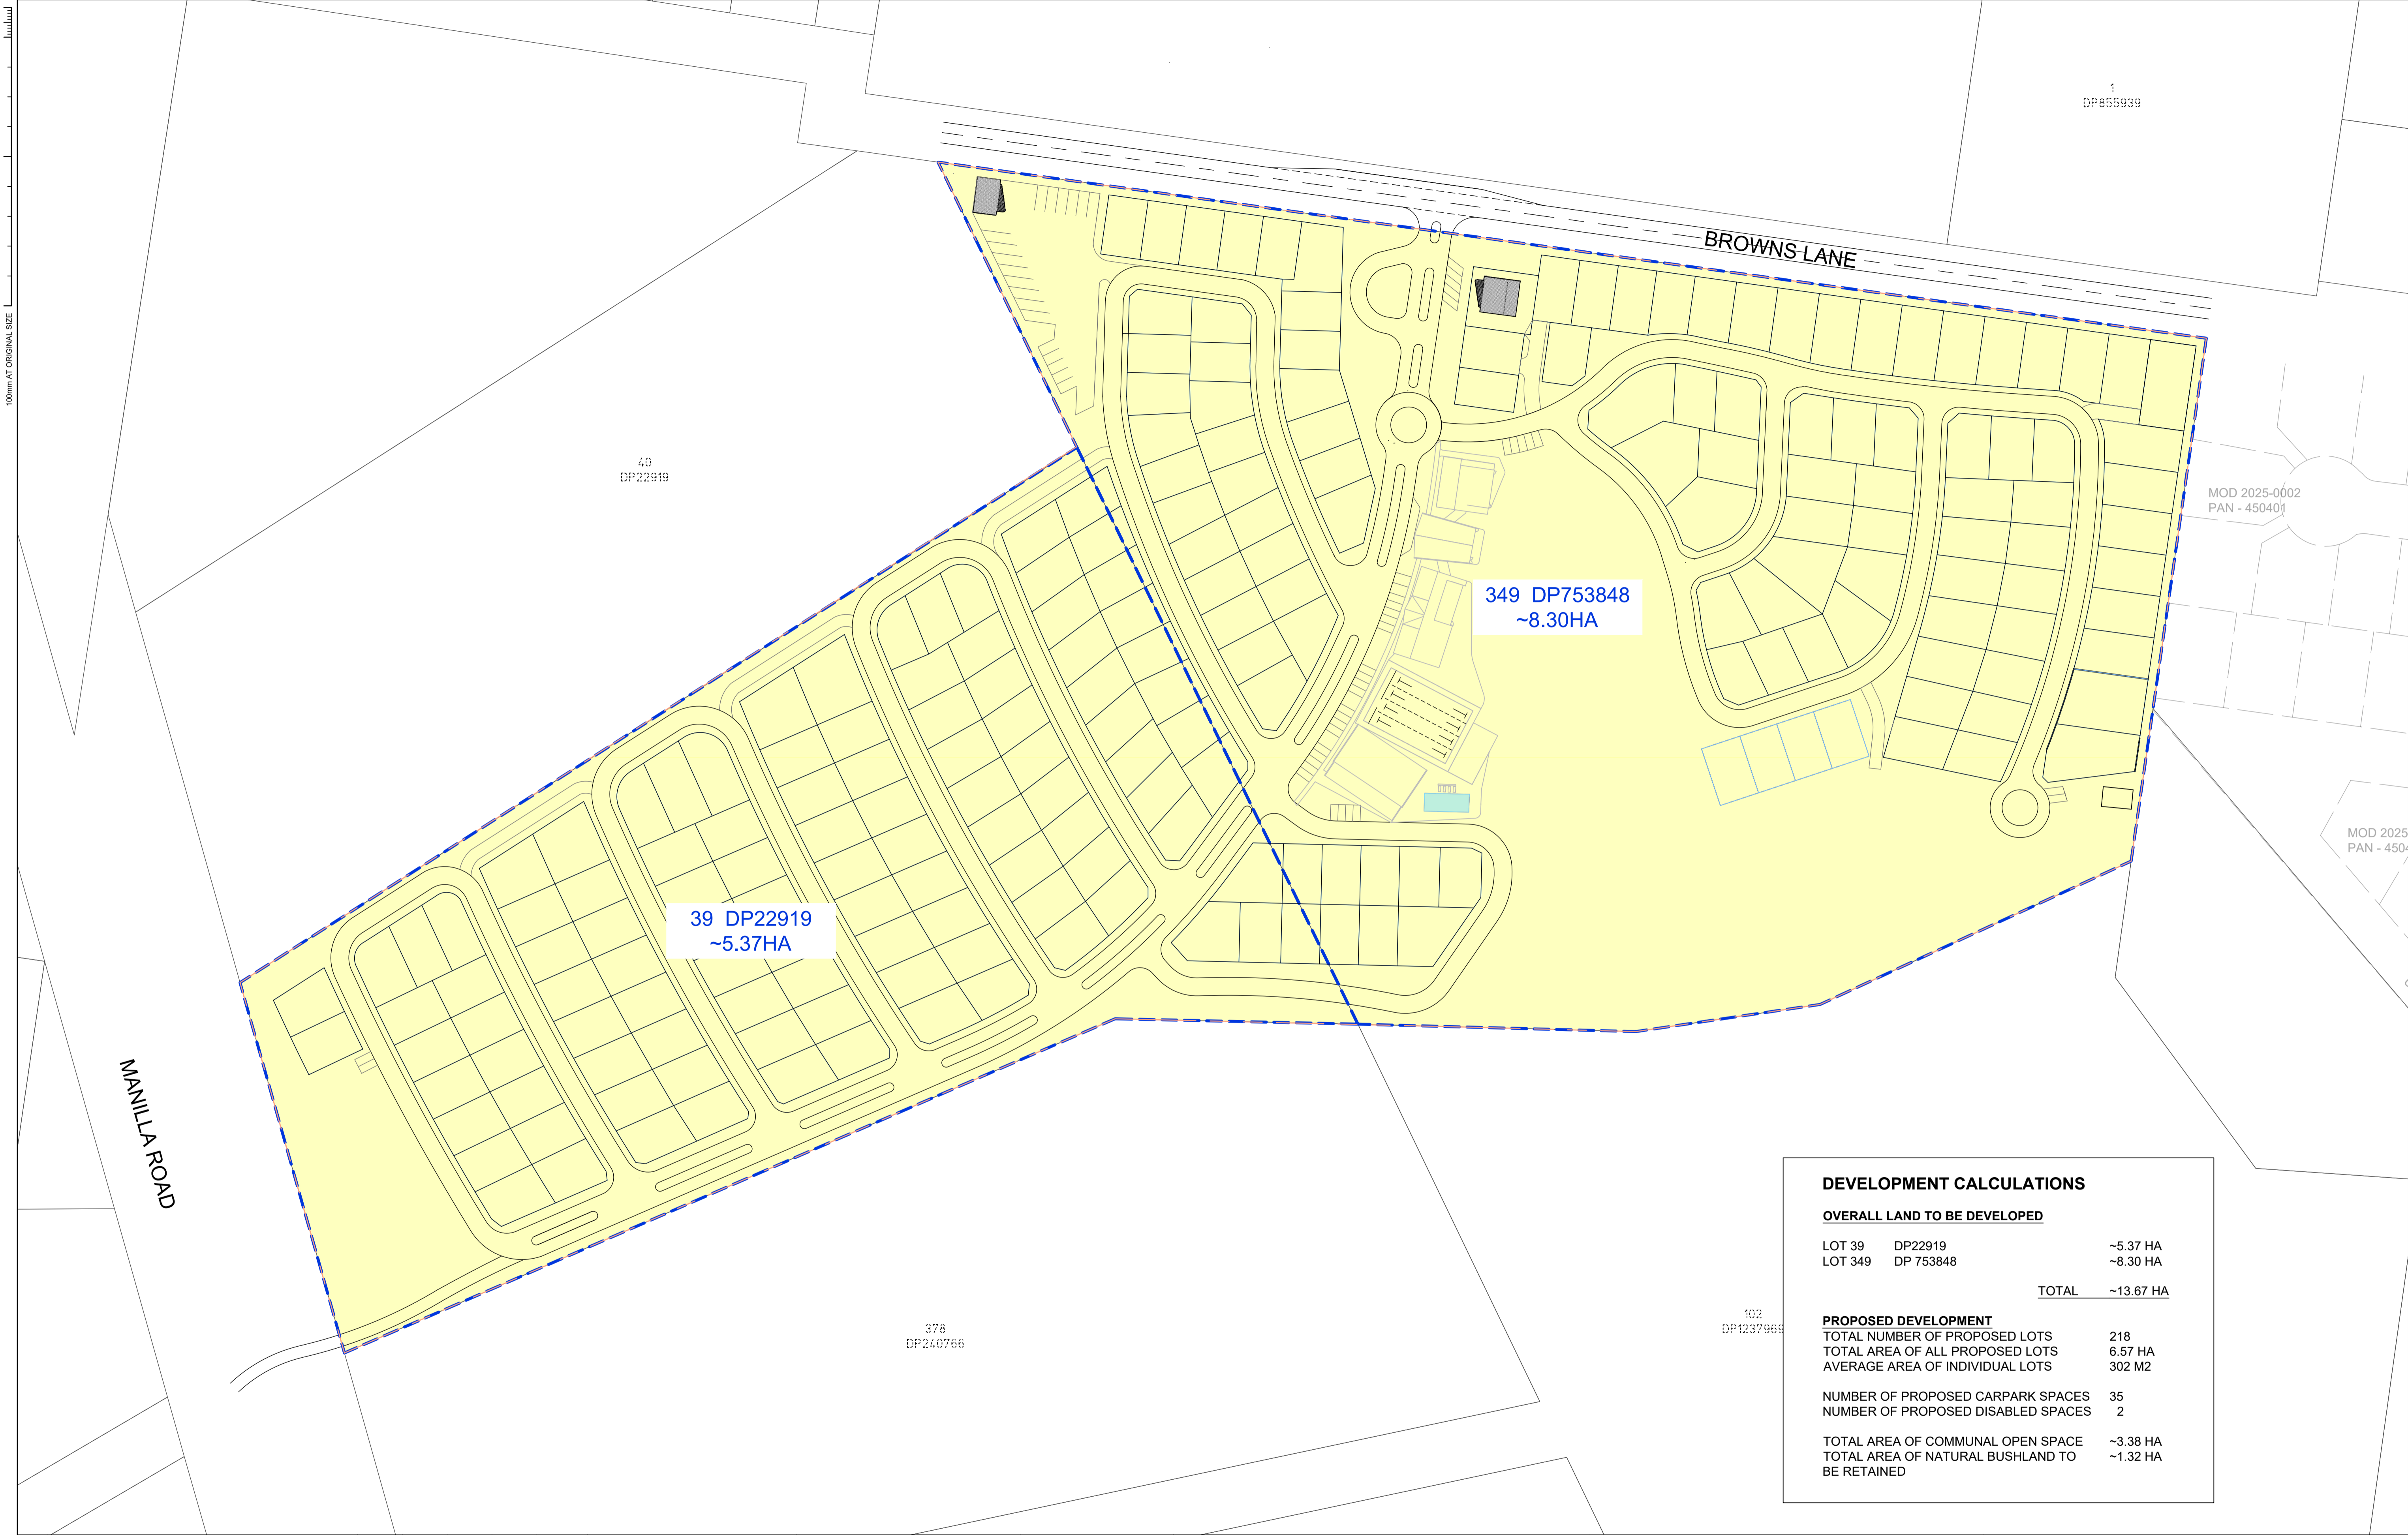 100mm AT ORIGINAL SIZE
1
DP855939
BROWNS LANE
40
DP22919
MOD 2025-0002
PAN - 450401
349 DP753848
~8.30HA
MOD 2025
PAN - 450
39 DP22919
~5.37HA
MANILLA ROAD
378
DP240766
102
DP1237969
DEVELOPMENT CALCULATIONS
OVERALL LAND TO BE DEVELOPED
LOT 39 DP22919 ~5.37 HA
LOT 349 DP 753848 ~8.30 HA
TOTAL ~13.67 HA
PROPOSED DEVELOPMENT
TOTAL NUMBER OF PROPOSED LOTS 218
TOTAL AREA OF ALL PROPOSED LOTS 6.57 HA
AVERAGE AREA OF INDIVIDUAL LOTS 302 M2
NUMBER OF PROPOSED CARPARK SPACES 35
NUMBER OF PROPOSED DISABLED SPACES 2
TOTAL AREA OF COMMUNAL OPEN SPACE ~3.38 HA
TOTAL AREA OF NATURAL BUSHLAND TO ~1.32 HA
BE RETAINED